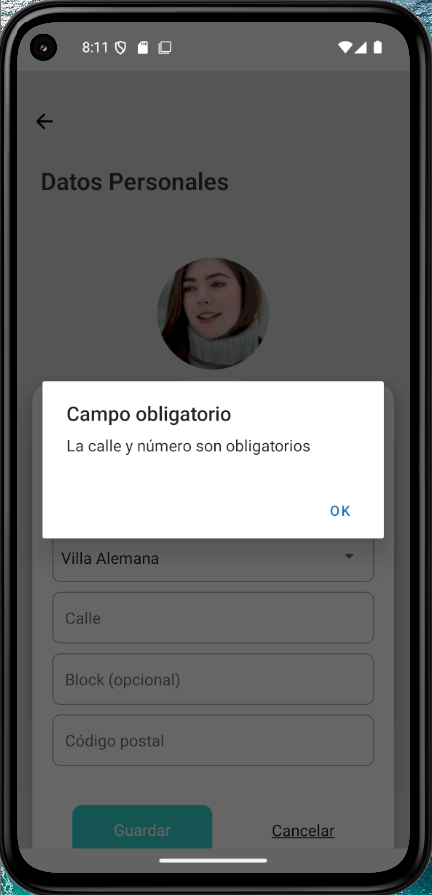 8:11
Datos Personales
Campo obligatorio
La calle y número son obligatorios
OK
Villa Alemana
Calle
Block (opcional)
Código postal
Guardar
Cancelar